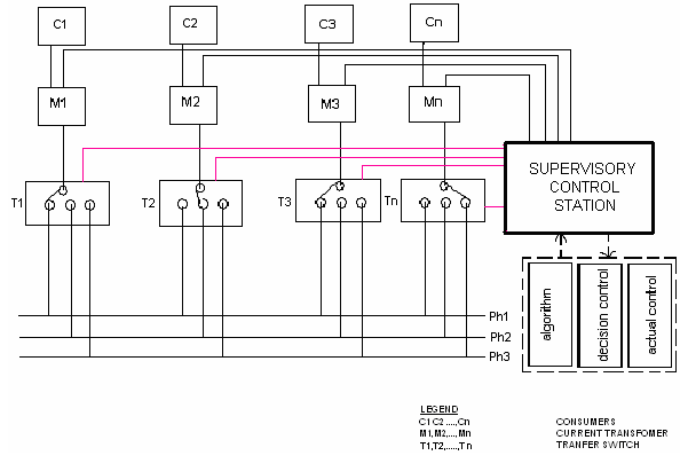 C1 C2 C3 Cn
M1 M2 M3 Mn
SUPERVISORY
CONTROL
STATION
T1 T2 T3 Tn
algorithm
decision control
actual control
Ph1
Ph2
Ph3
LEGEND
C1 C2 ....,Cn CONSUMERS
M1,M2,..., Mn CURRENT TRANSFOMER
T1,T2,.....,Tn TRANFER SWITCH